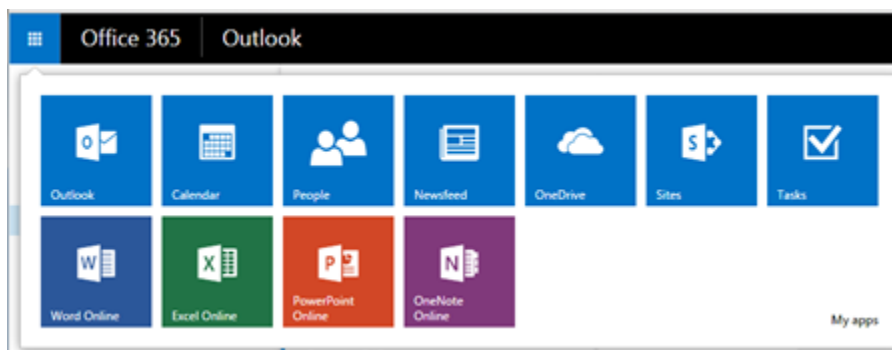 Office 365 Outlook
Outlook
Calendar
People
Newsfeed
OneDrive
Sites
Tasks
Word Online
Excel Online
PowerPoint
Online
OneNote
Online
My apps